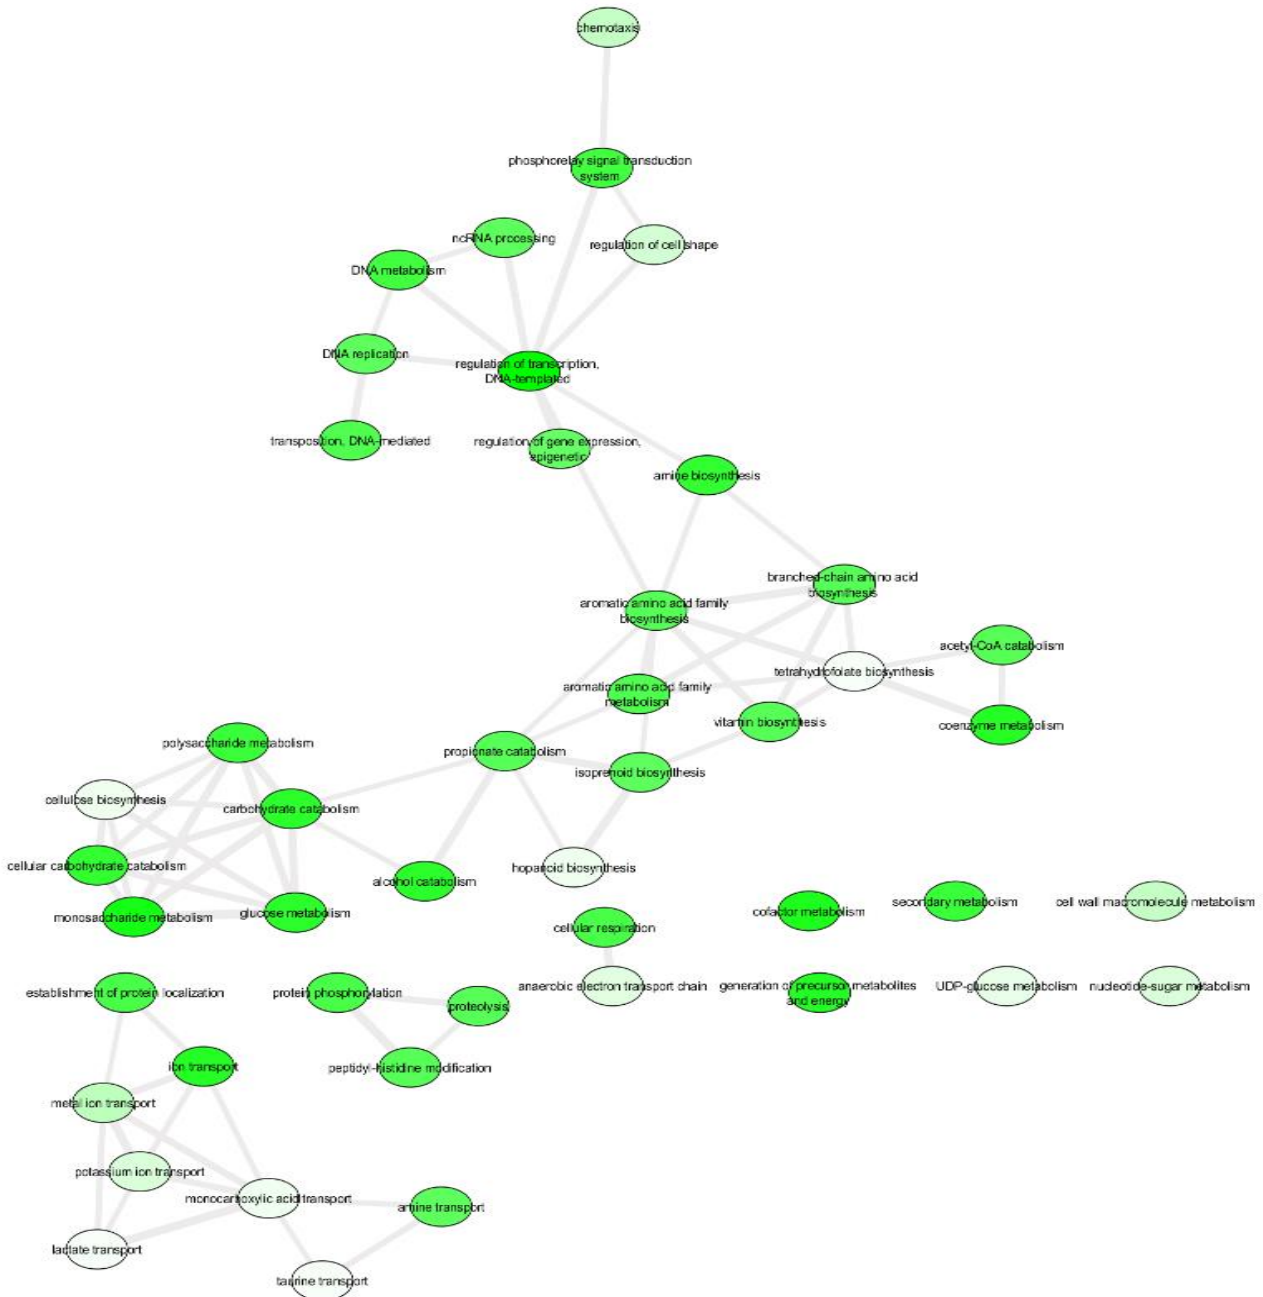 chemotaxis
phosphorelay signal transduction
system
ncRNA processing
regulation of cell shape
DNA metabolism
DNA replication
regulation of transcription,
DNA-templated
transposition, DNA-mediated
regulation of gene expression,
epigenetic
amine biosynthesis
branched-chain amino acid
biosynthesis
aromatic amino acid family
biosynthesis
acetyl-CoA catabolism
tetrahydrofolate biosynthesis
aromatic amino acid family
metabolism
vitamin biosynthesis
coenzyme metabolism
polysaccharide metabolism
propionate catabolism
isoprenoid biosynthesis
cellulose biosynthesis
carbohydrate catabolism
cellular carbohydrate catabolism
alcohol catabolism
hopanoid biosynthesis
monosaccharide metabolism
glucose metabolism
cofactor metabolism
secondary metabolism
cell wall macromolecule metabolism
cellular respiration
establishment of protein localization
protein phosphorylation
proteolysis
anaerobic electron transport chain
generation of precursor metabolites
and energy
UDP-glucose metabolism
nucleotide-sugar metabolism
ion transport
peptidyl-histidine modification
metal ion transport
potassium ion transport
monocarboxylic acid transport
amine transport
lactate transport
taurine transport